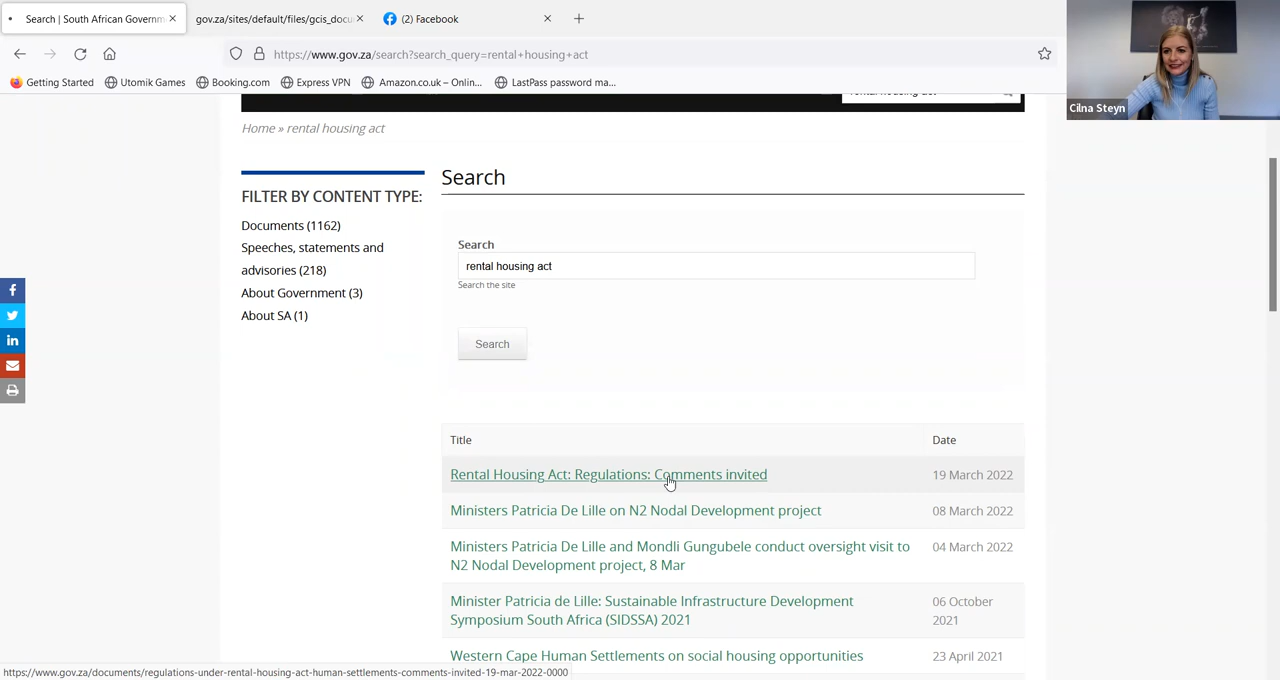 Search | South African Governm
gov.za/sites/default/files/gcis_docu
(2) Facebook
https://www.gov.za/search?search_query=rental+housing+act
Getting Started
Utomik Games
Booking.com
Express VPN
Amazon.co.uk – Onlin...
LastPass password ma...
Cilna Steyn
rental housing act
Home » rental housing act
FILTER BY CONTENT TYPE:
Documents (1162)
Speeches, statements and
advisories (218)
About Government (3)
About SA (1)
Search
Search
rental housing act
Search the site
Search
Title Date
Rental Housing Act: Regulations: Comments invited 19 March 2022
Ministers Patricia De Lille on N2 Nodal Development project 08 March 2022
Ministers Patricia De Lille and Mondli Gungubele conduct oversight visit to 04 March 2022
N2 Nodal Development project, 8 Mar
Minister Patricia de Lille: Sustainable Infrastructure Development 06 October
Symposium South Africa (SIDSSA) 2021 2021
Western Cape Human Settlements on social housing opportunities 23 April 2021
https://www.gov.za/documents/regulations-under-rental-housing-act-human-settlements-comments-invited-19-mar-2022-0000